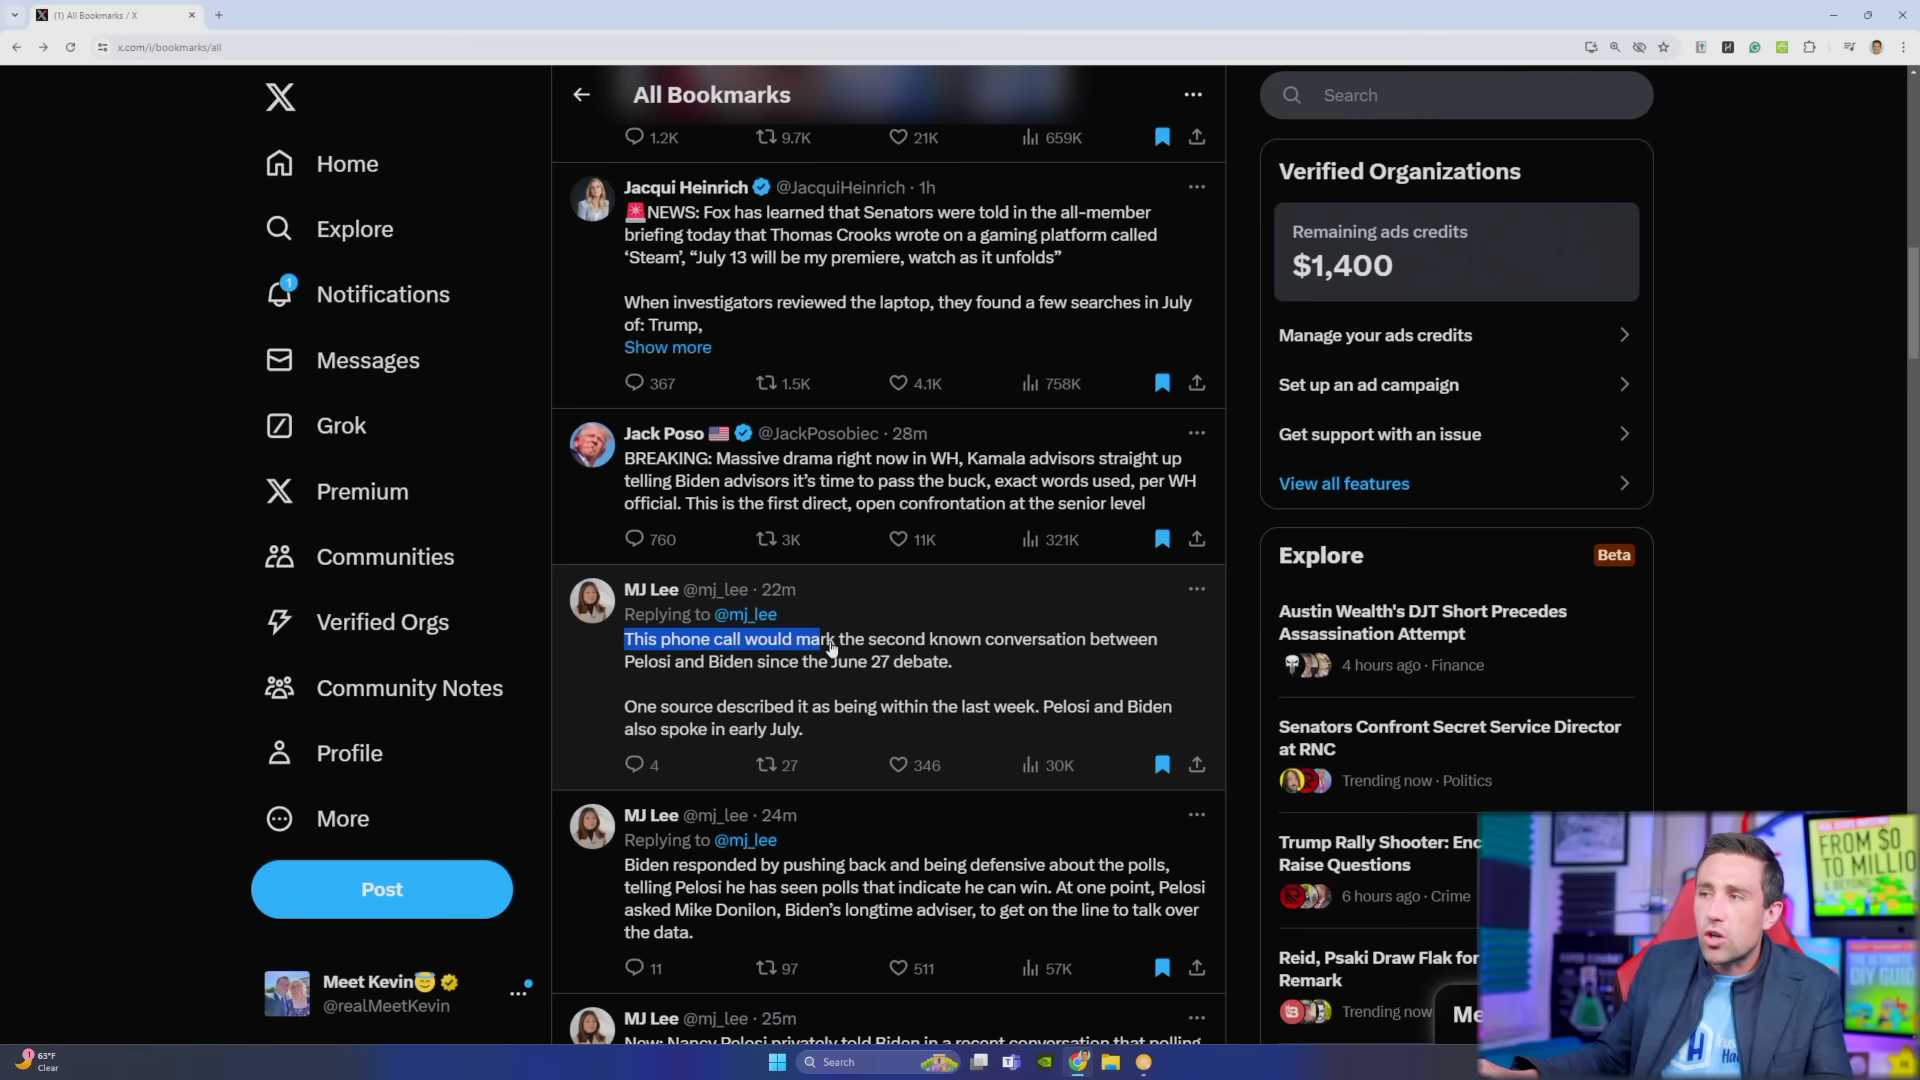 (1) All Bookmarks / X
x.com/i/bookmarks/all
Home
Explore
1
Notifications
Messages
Grok
Premium
Communities
Verified Orgs
Community Notes
Profile
More
Post
Meet Kevin
@realMeetKevin
All Bookmarks
1.2K 9.7K 21K 659K
Jacqui Heinrich @JacquiHeinrich · 1h
🚨NEWS: Fox has learned that Senators were told in the all-member
briefing today that Thomas Crooks wrote on a gaming platform called
‘Steam’, “July 13 will be my premiere, watch as it unfolds”
When investigators reviewed the laptop, they found a few searches in July
of: Trump,
Show more
367 1.5K 4.1K 758K
Jack Poso 🇺🇸 @JackPosobiec · 28m
BREAKING: Massive drama right now in WH, Kamala advisors straight up
telling Biden advisors it’s time to pass the buck, exact words used, per WH
official. This is the first direct, open confrontation at the senior level
760 3K 11K 321K
MJ Lee @mj_lee · 22m
Replying to @mj_lee
This phone call would mark the second known conversation between
Pelosi and Biden since the June 27 debate.
One source described it as being within the last week. Pelosi and Biden
also spoke in early July.
4 27 346 30K
MJ Lee @mj_lee · 24m
Replying to @mj_lee
Biden responded by pushing back and being defensive about the polls,
telling Pelosi he has seen polls that indicate he can win. At one point, Pelosi
asked Mike Donilon, Biden’s longtime adviser, to get on the line to talk over
the data.
11 97 511 57K
MJ Lee @mj_lee · 25m
New: Nancy Pelosi privately told Biden in a recent conversation that polling
Search
Verified Organizations
Remaining ads credits
$1,400
Manage your ads credits
Set up an ad campaign
Get support with an issue
View all features
Explore
Beta
Austin Wealth's DJT Short Precedes
Assassination Attempt
4 hours ago · Finance
Senators Confront Secret Service Director
at RNC
Trending now · Politics
Trump Rally Shooter: Enc
Raise Questions
6 hours ago · Crime
Reid, Psaki Draw Flak for
Remark
Trending now
Me
FROM $0
TO MILLIO
& BEYOND
H
63°F
Clear
Search